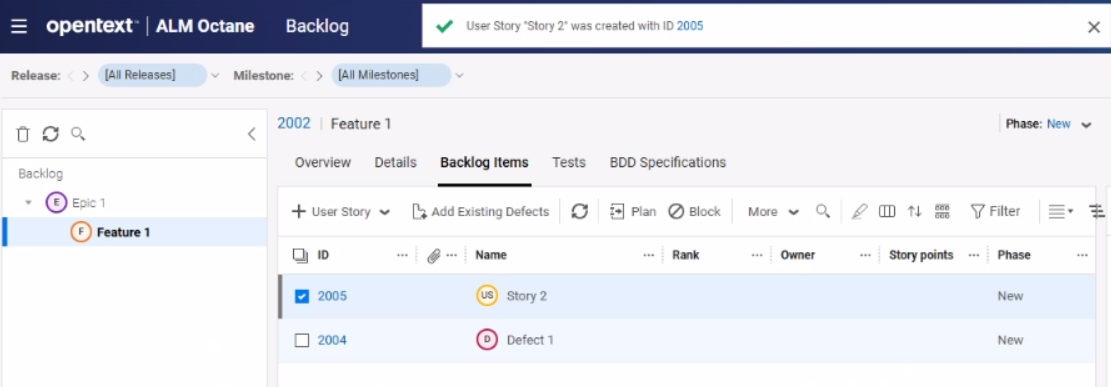 opentext™ | ALM Octane Backlog User Story "Story 2" was created with ID 2005
Release: [All Releases] Milestone: [All Milestones]
2002 | Feature 1 Phase: New
Overview Details Backlog Items Tests BDD Specifications
Backlog
E Epic 1
F Feature 1
+ User Story Add Existing Defects Plan Block More Filter
ID ... ... Name ... Rank ... Owner ... Story points ... Phase ...
2005 US Story 2 New
2004 D Defect 1 New